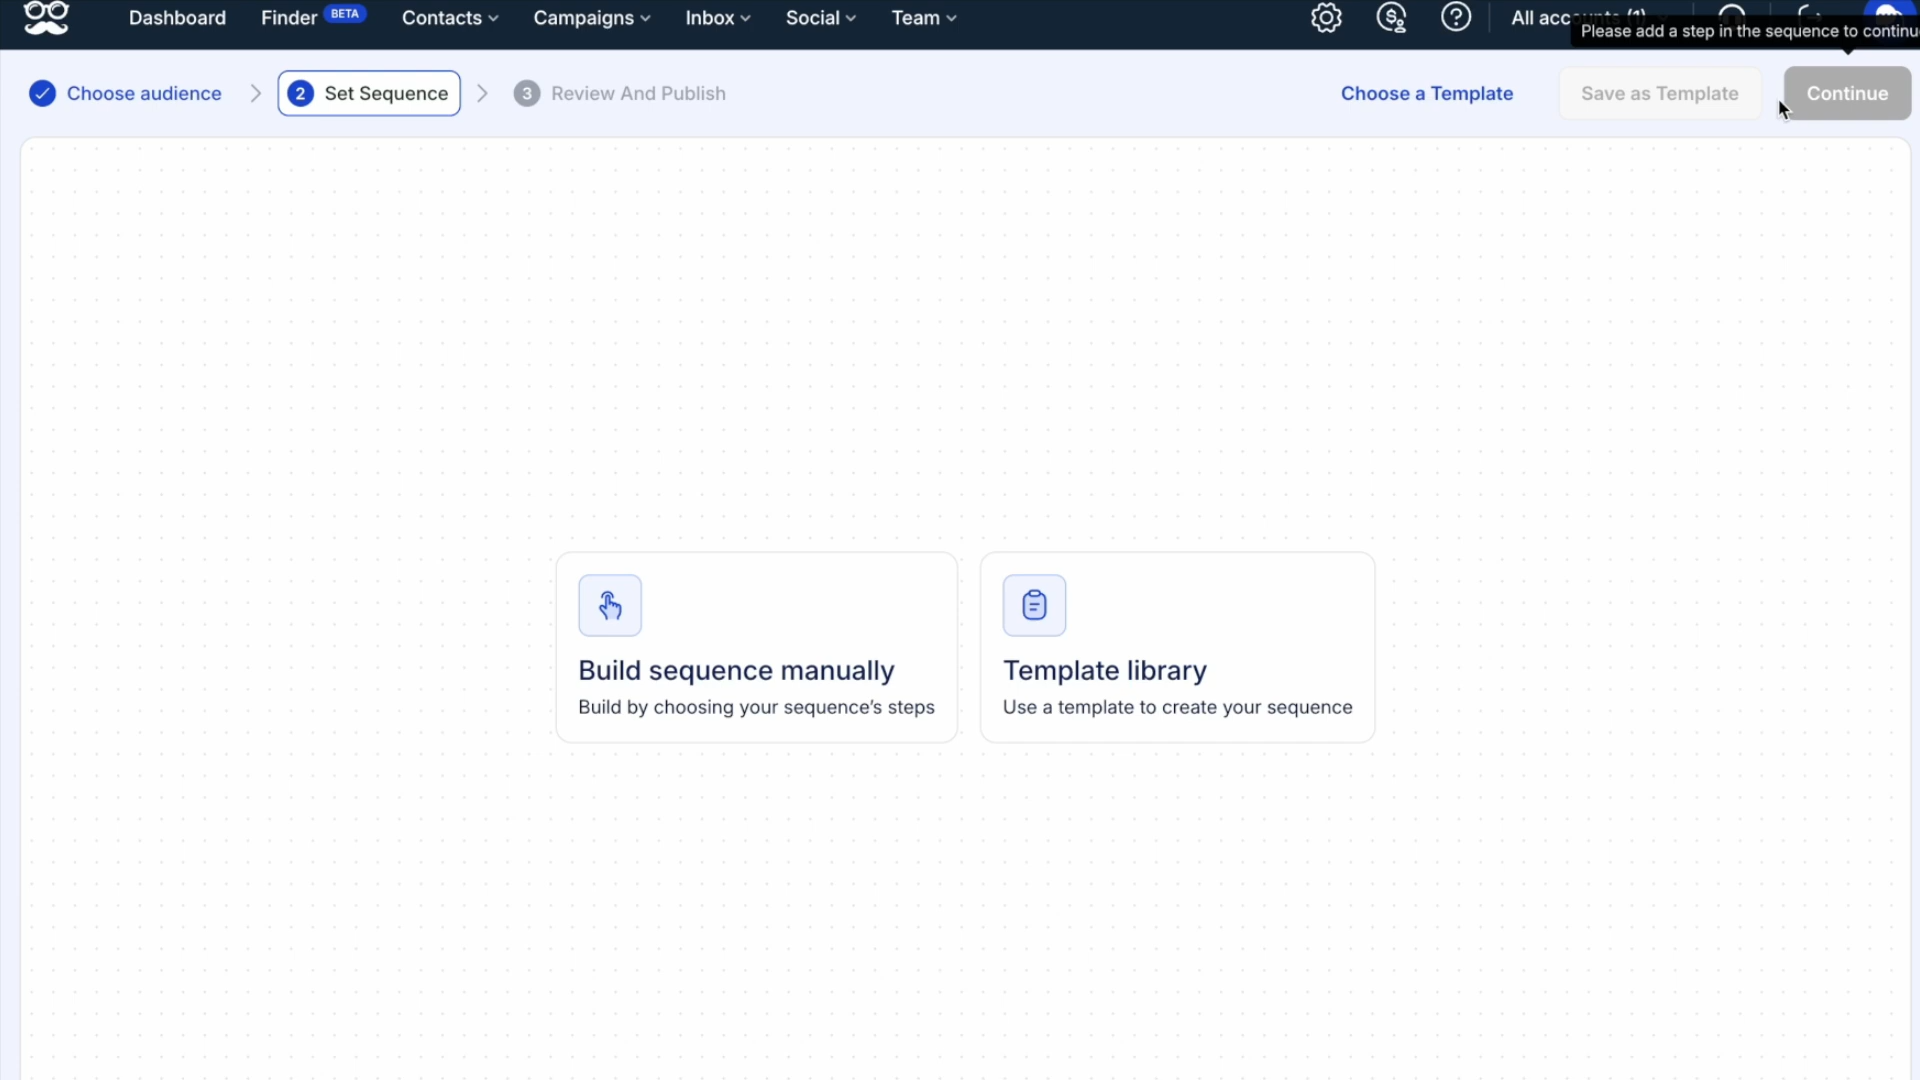 Dashboard
Finder BETA
Contacts
Campaigns
Inbox
Social
Team
All accounts (1)
Please add a step in the sequence to continu
Choose audience
2 Set Sequence
3 Review And Publish
Choose a Template
Save as Template
Continue
Build sequence manually
Build by choosing your sequence's steps
Template library
Use a template to create your sequence